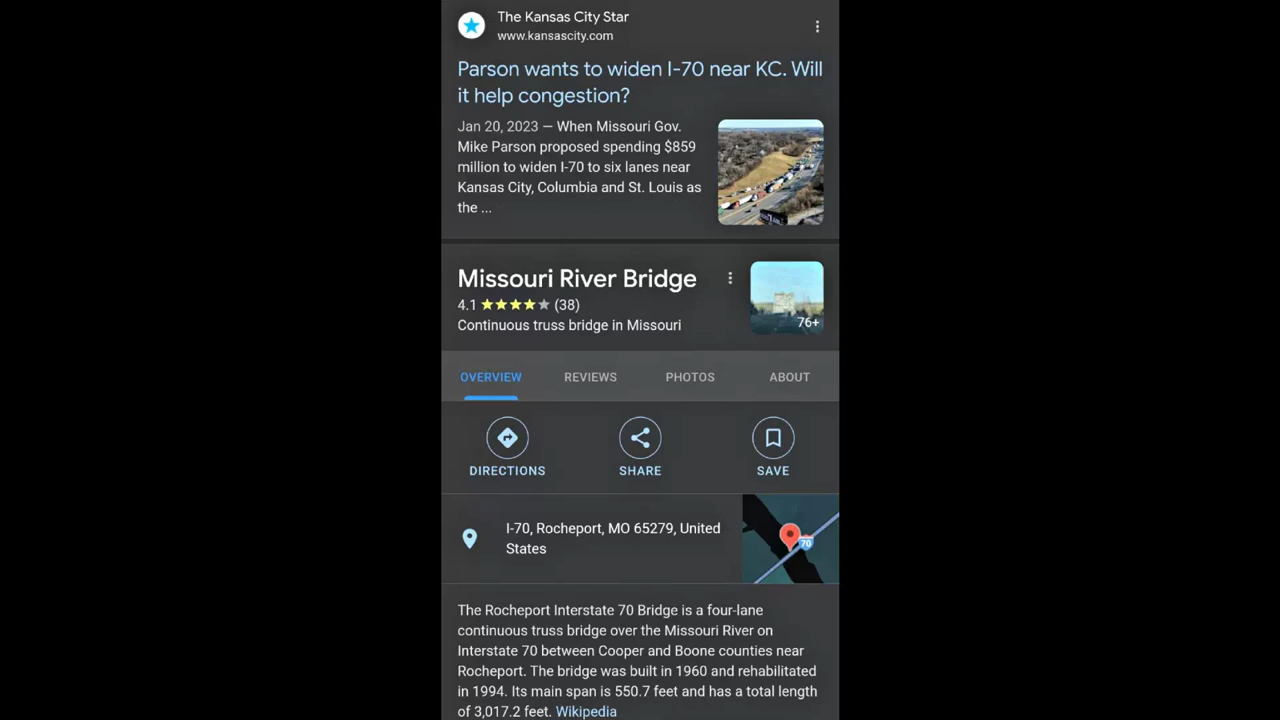 The Kansas City Star
www.kansascity.com
Parson wants to widen I-70 near KC. Will
it help congestion?
Jan 20, 2023 — When Missouri Gov.
Mike Parson proposed spending $859
million to widen I-70 to six lanes near
Kansas City, Columbia and St. Louis as
the ...
Missouri River Bridge
4.1 (38)
Continuous truss bridge in Missouri
76+
OVERVIEW REVIEWS PHOTOS ABOUT
DIRECTIONS SHARE SAVE
I-70, Rocheport, MO 65279, United
States
70
The Rocheport Interstate 70 Bridge is a four-lane
continuous truss bridge over the Missouri River on
Interstate 70 between Cooper and Boone counties near
Rocheport. The bridge was built in 1960 and rehabilitated
in 1994. Its main span is 550.7 feet and has a total length
of 3,017.2 feet. Wikipedia